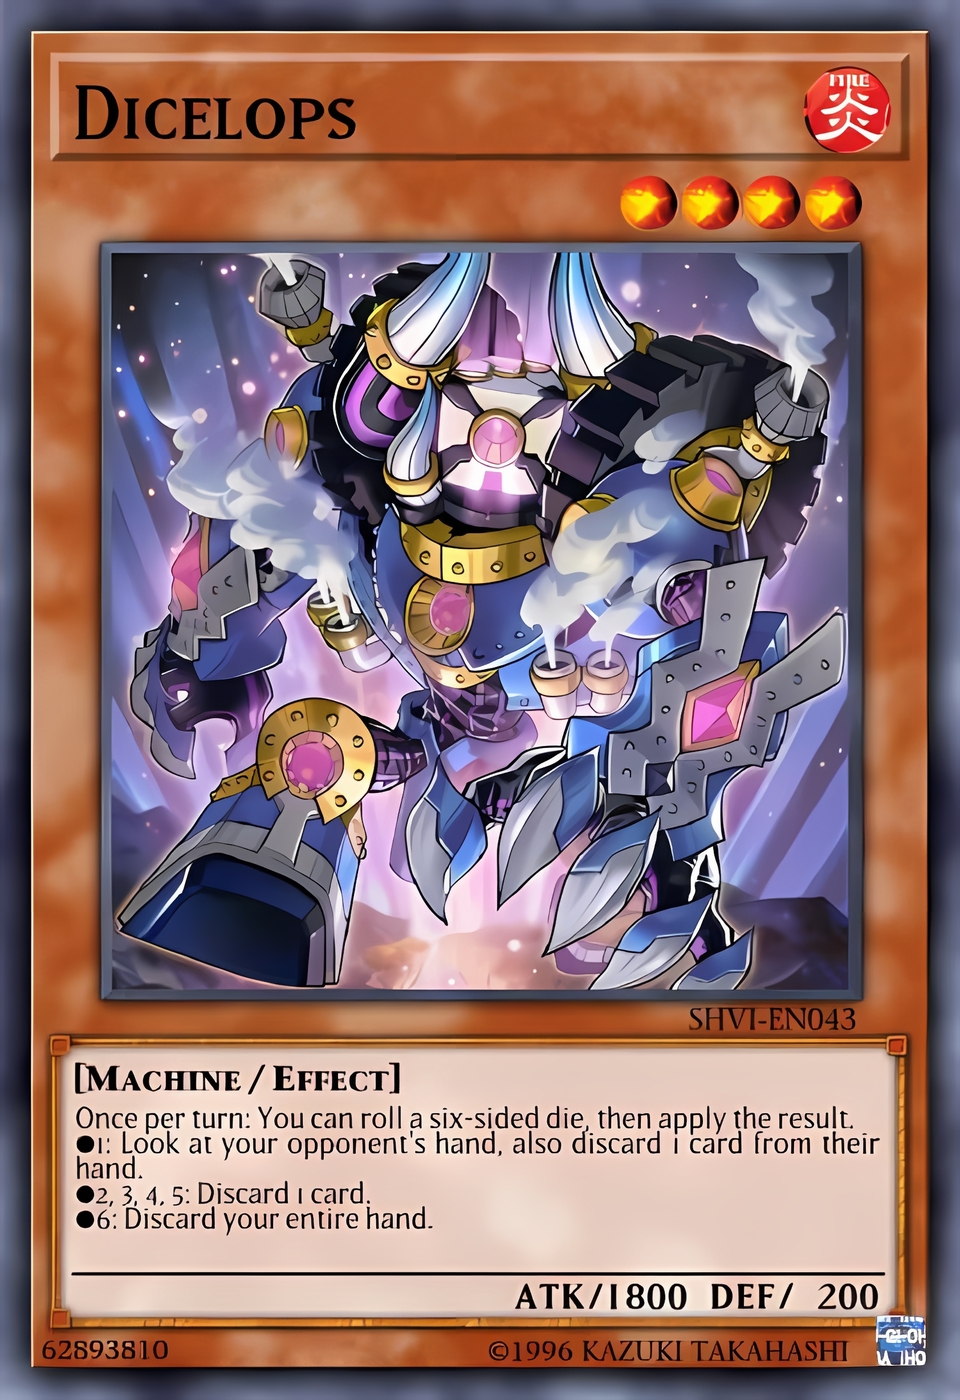 DICELOPS
炎
SHVI-EN043
[MACHINE / EFFECT]
Once per turn: You can roll a six-sided die, then apply the result.
●1: Look at your opponent's hand, also discard 1 card from their
hand.
●2, 3, 4, 5: Discard 1 card.
●6: Discard your entire hand.
ATK/1800 DEF/ 200
62893810
©1996 KAZUKI TAKAHASHI